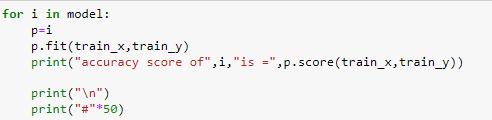 for i in model:
    p=i
    p.fit(train_x,train_y)
    print("accuracy score of",i,"is =",p.score(train_x,train_y))
    print("\n")
    print("#"*50)